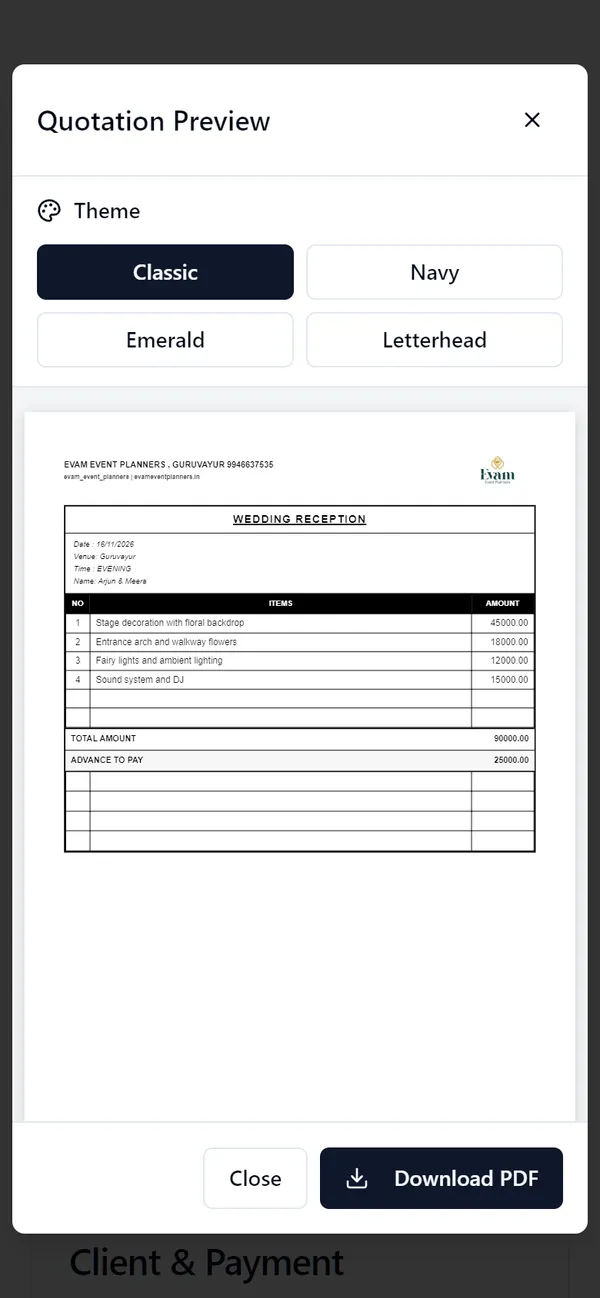 Quotation Preview
Theme
Classic
Navy
Emerald
Letterhead
EVAM EVENT PLANNERS , GURUVAYUR 9946637535
evam_event_planners | evameventplanners.in
Evam
Event Planners
WEDDING RECEPTION
Date : 16/11/2026
Venue: Guruvayur
Time : EVENING
Name: Arjun & Meera
NO ITEMS AMOUNT
1 Stage decoration with floral backdrop 45000.00
2 Entrance arch and walkway flowers 18000.00
3 Fairy lights and ambient lighting 12000.00
4 Sound system and DJ 15000.00
TOTAL AMOUNT 90000.00
ADVANCE TO PAY 25000.00
Close
Download PDF
Client & Payment